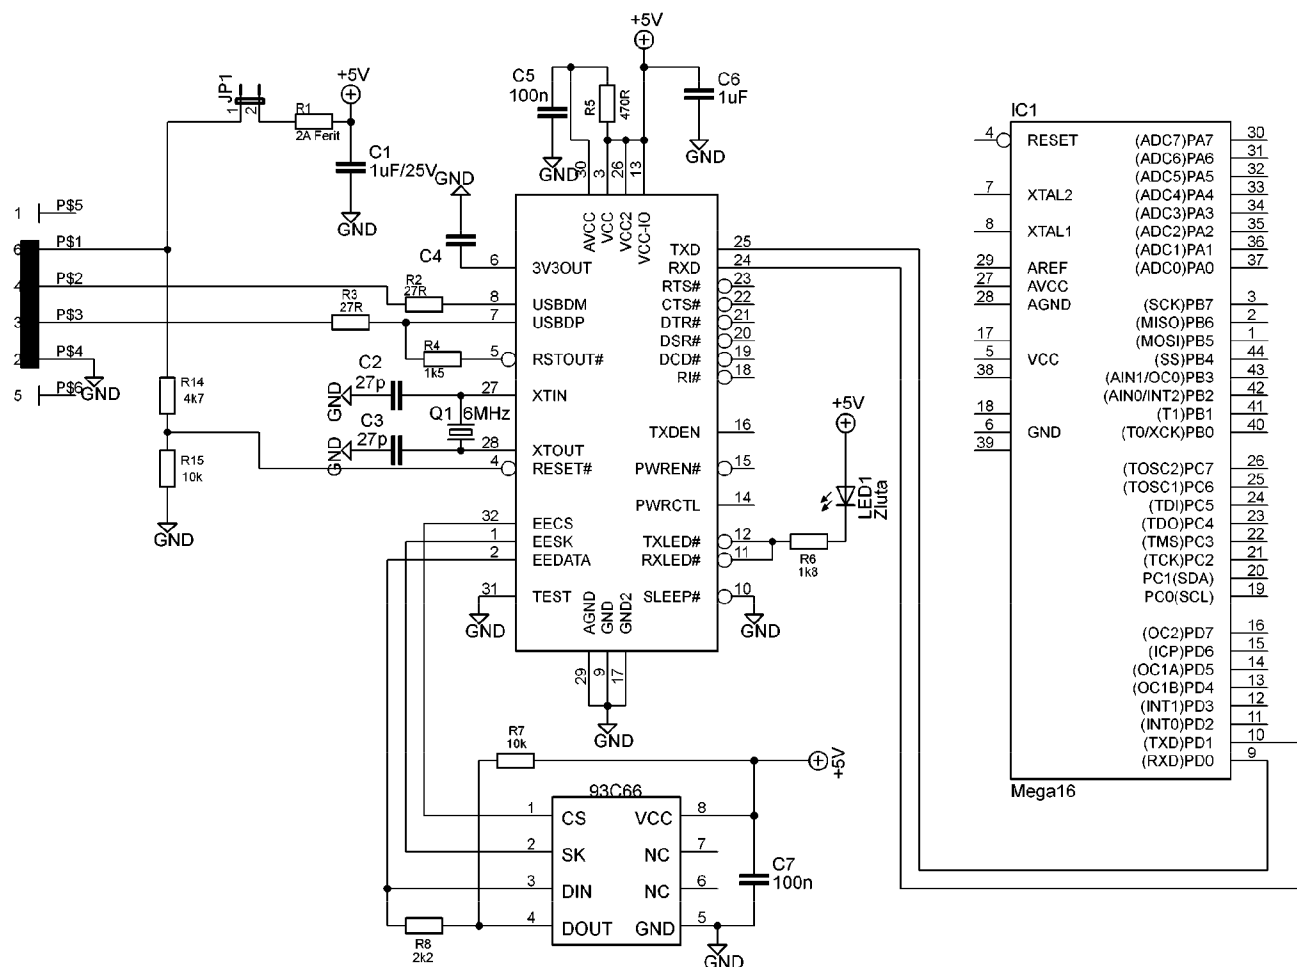 +5V
JP1
1
2
R1
2A Ferit
+5V
C1
1uF/25V
GND
GND
C4
C5
100n
GND
R5
470R
C6
1uF
GND
30
3
26
13
AVCC
VCC
VCC2
VCC-IO
1
P$5
6
P$1
4
P$2
3
P$3
2
P$4
5
P$6
GND
R14
4k7
R15
10k
GND
R3
27R
R2
27R
R4
1k5
C2
27p
GND
C3
27p
GND
Q1
6MHz
6
3V3OUT
8
USBDM
7
USBDP
5
RSTOUT#
27
XTIN
28
XTOUT
4
RESET#
32
EECS
1
EESK
2
EEDATA
31
TEST
GND
TXD
25
RXD
24
RTS#
23
CTS#
22
DTR#
21
DSR#
20
DCD#
19
RI#
18
TXDEN
16
PWREN#
15
PWRCTL
14
TXLED#
12
RXLED#
11
SLEEP#
10
GND
AGND
GND
GND2
29
9
17
GND
+5V
LED1
Zluta
R6
1k8
R7
10k
+5V
93C66
1
CS
2
SK
3
DIN
4
DOUT
VCC
8
NC
7
NC
6
GND
5
R8
2k2
C7
100n
GND
IC1
4
RESET
7
XTAL2
8
XTAL1
29
AREF
27
AVCC
28
AGND
17
5
VCC
38
18
6
GND
39
(ADC7)PA7
30
(ADC6)PA6
31
(ADC5)PA5
32
(ADC4)PA4
33
(ADC3)PA3
34
(ADC2)PA2
35
(ADC1)PA1
36
(ADC0)PA0
37
(SCK)PB7
3
(MISO)PB6
2
(MOSI)PB5
1
(SS)PB4
44
(AIN1/OC0)PB3
43
(AIN0/INT2)PB2
42
(T1)PB1
41
(T0/XCK)PB0
40
(TOSC2)PC7
26
(TOSC1)PC6
25
(TDI)PC5
24
(TDO)PC4
23
(TMS)PC3
22
(TCK)PC2
21
PC1(SDA)
20
PC0(SCL)
19
(OC2)PD7
16
(ICP)PD6
15
(OC1A)PD5
14
(OC1B)PD4
13
(INT1)PD3
12
(INT0)PD2
11
(TXD)PD1
10
(RXD)PD0
9
Mega16